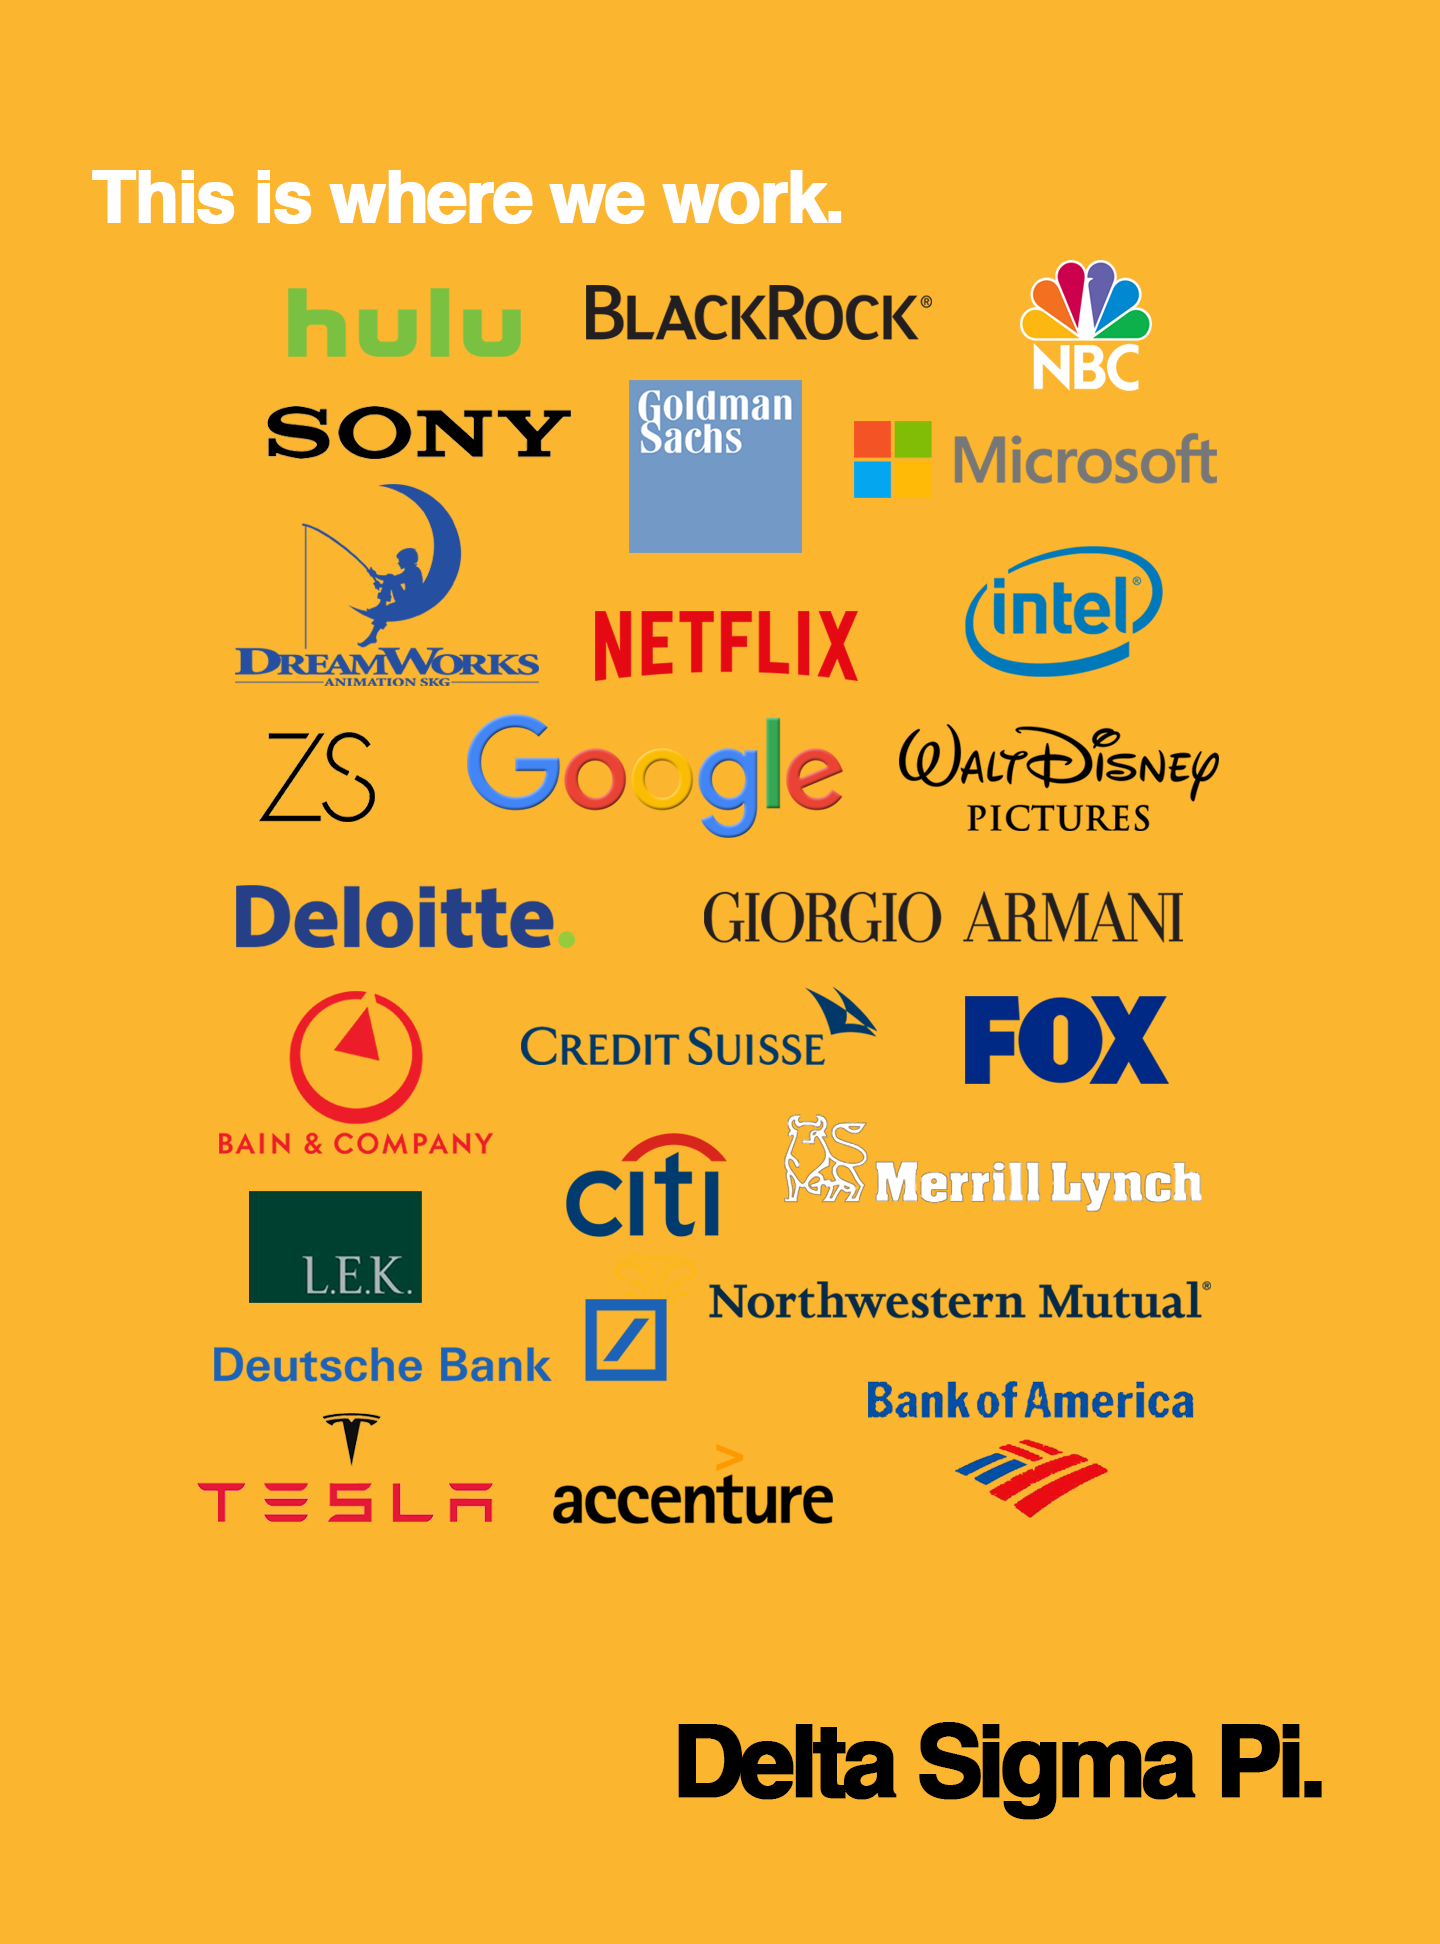 This is where we work.
hulu
BLACKROCK®
NBC
SONY
Goldman
Sachs
Microsoft
DREAMWORKS
ANIMATION SKG
NETFLIX
intel®
ZS
Google
WALT DISNEY
PICTURES
Deloitte.
GIORGIO ARMANI
BAIN & COMPANY
CREDIT SUISSE
FOX
citi
Merrill Lynch
L.E.K.
Northwestern Mutual®
Deutsche Bank
Bank of America
TESLA
>
accenture
Delta Sigma Pi.